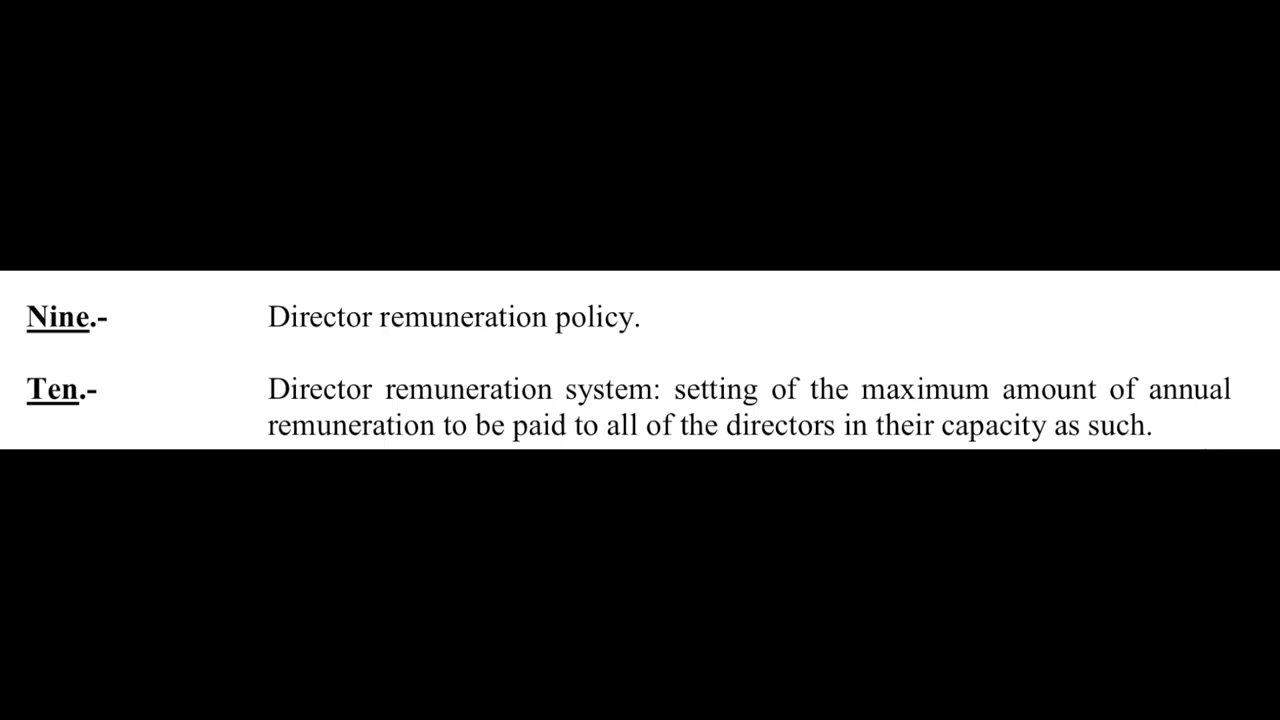 Nine.- Director remuneration policy.
Ten.- Director remuneration system: setting of the maximum amount of annual
remuneration to be paid to all of the directors in their capacity as such.